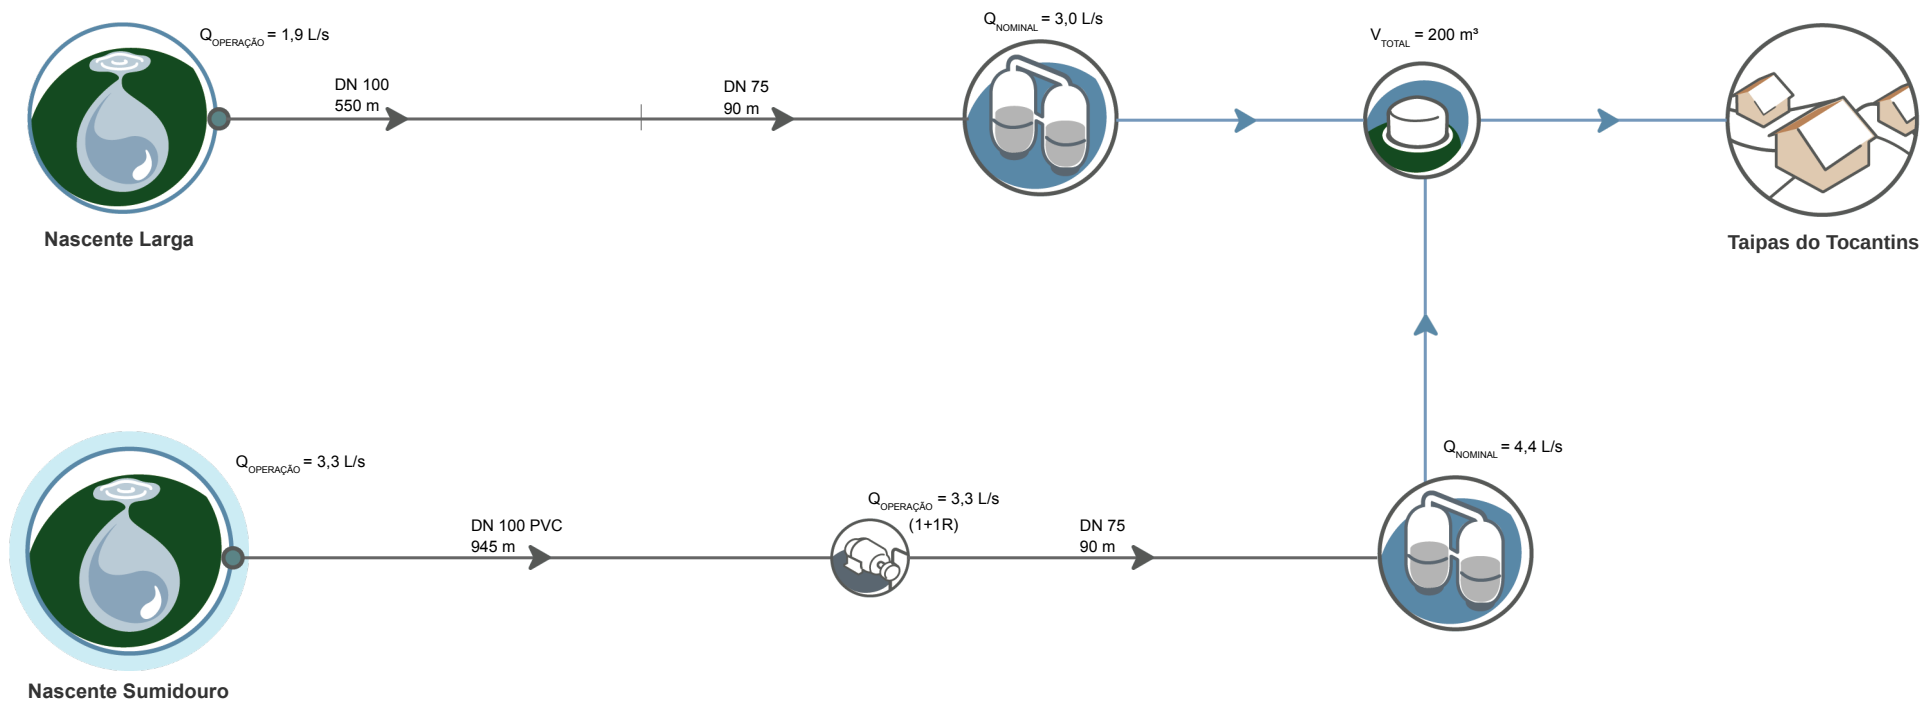 Q OPERAÇÃO = 1,9 L/s
DN 100
550 m
DN 75
90 m
Q NOMINAL = 3,0 L/s
V TOTAL = 200 m³
Nascente Larga
Taipas do Tocantins
Q OPERAÇÃO = 3,3 L/s
DN 100 PVC
945 m
Q OPERAÇÃO = 3,3 L/s
(1+1R)
DN 75
90 m
Q NOMINAL = 4,4 L/s
Nascente Sumidouro